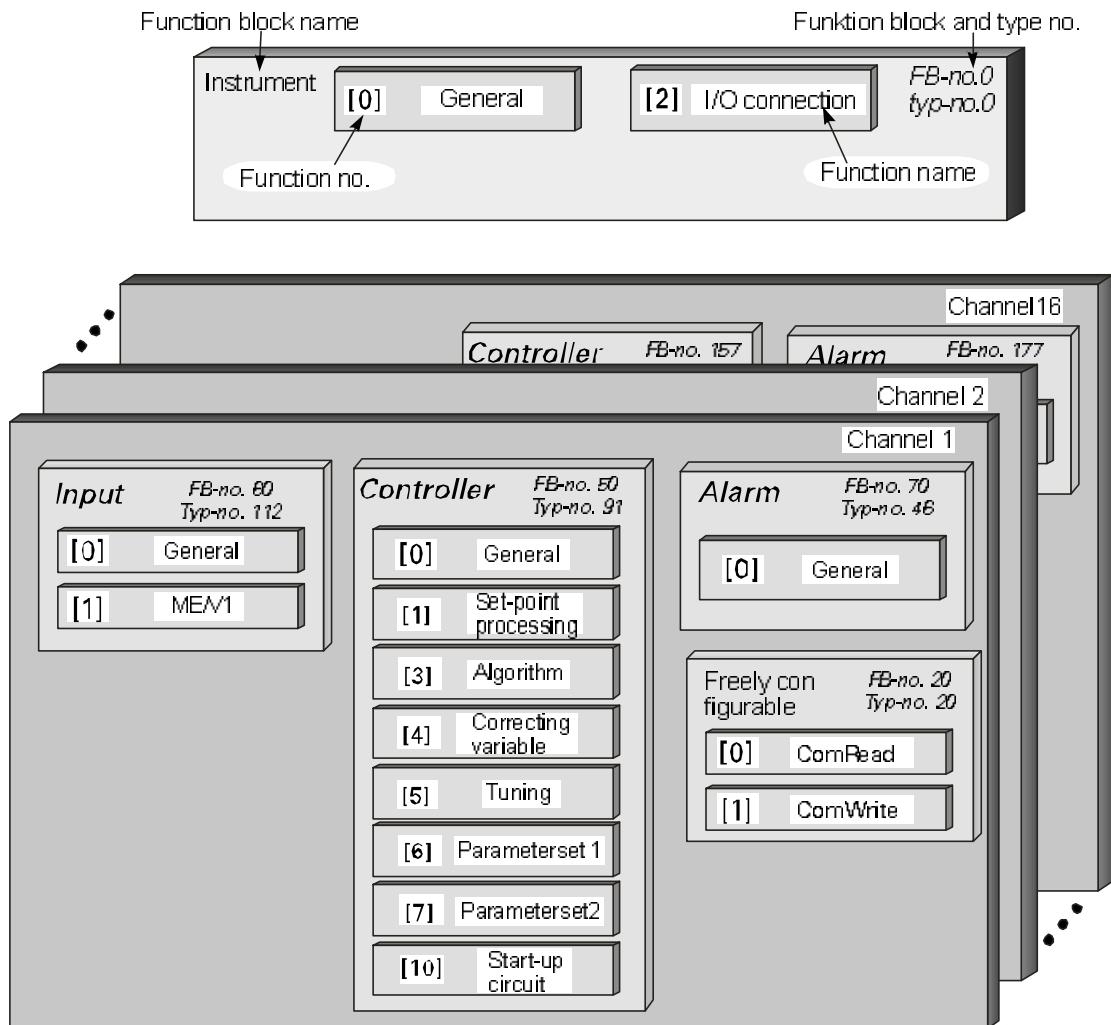 Function block name
Funktion block and type no.
Instrument
[0] General
[2] I/O connection
FB-no.0
typ-no.0
Function no.
Function name
Channel16
Controller FB-no. 157
Alarm FB-no. 177
Channel 2
Channel 1
Input FB-no. 60
Typ-no. 112
[0] General
[1] ME/V1
Controller FB-no. 50
Typ-no. 91
[0] General
[1] Set-point
processing
[3] Algorithm
[4] Correcting
variable
[5] Tuning
[6] Parameterset 1
[7] Parameterset2
[10] Start-up
circuit
Alarm FB-no. 70
Typ-no. 46
[0] General
Freely con FB-no. 20
figurable Typ-no. 20
[0] ComRead
[1] ComWrite